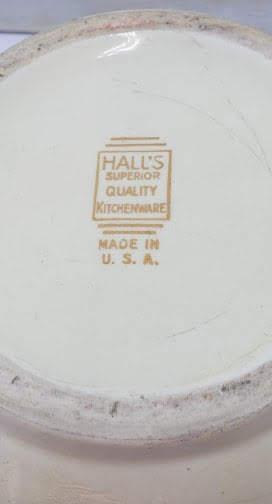 HALL'S
SUPERIOR
QUALITY
KITCHENWARE
MADE IN
U. S. A.